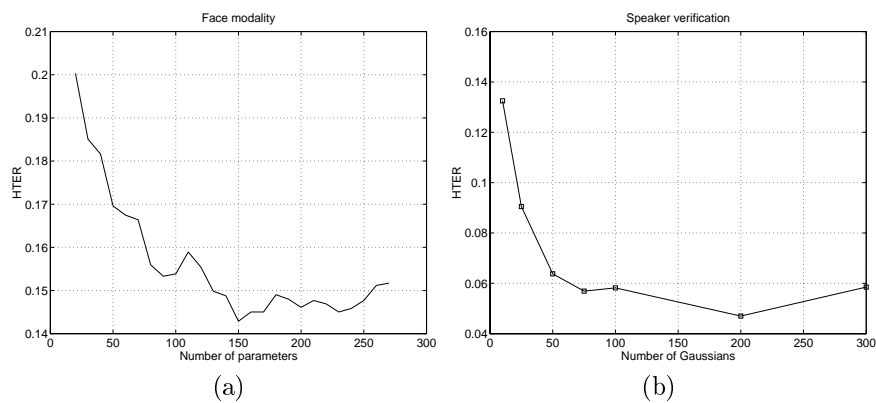 Face modality
0.21
0.2
0.19
0.18
0.17
0.16
0.15
0.14
HTER
0 50 100 150 200 250 300
Number of parameters
(a)
Speaker verification
0.16
0.14
0.12
0.1
0.08
0.06
0.04
HTER
0 50 100 150 200 250 300
Number of Gaussians
(b)